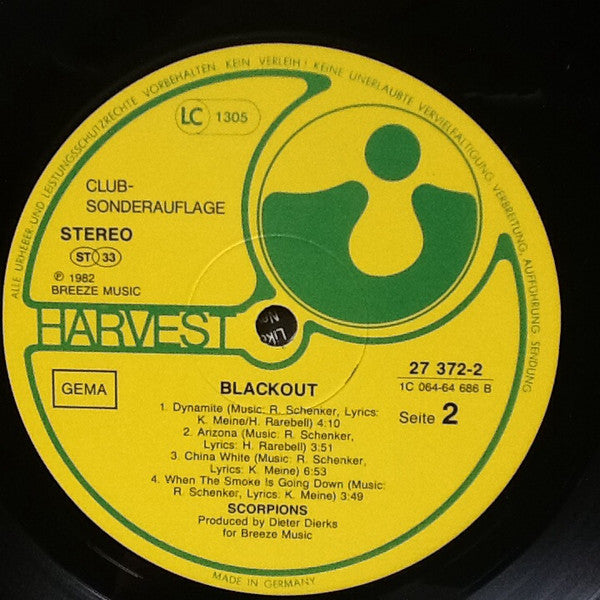 ALLE URHEBER UND LEISTUNGSSCHUTZRECHTE VORBEHALTEN. KEIN VERLEIH! KEINE UNERLAUBTE VERVIELFÄLTIGUNG, VERBREITUNG, AUFFÜHRUNG, SENDUNG
LC 1305
CLUB-
SONDERAUFLAGE
STEREO
ST 33
℗ 1982
BREEZE MUSIC
HARVEST
GEMA
BLACKOUT
27 372-2
1C 064-64 686 B
Seite 2
1. Dynamite (Music: R. Schenker, Lyrics:
K. Meine/H. Rarebell) 4:10
2. Arizona (Music: R. Schenker,
Lyrics: H. Rarebell) 3:51
3. China White (Music: R. Schenker,
Lyrics: K. Meine) 6:53
4. When The Smoke Is Going Down (Music:
R. Schenker, Lyrics: K. Meine) 3:49
SCORPIONS
Produced by Dieter Dierks
for Breeze Music
MADE IN GERMANY